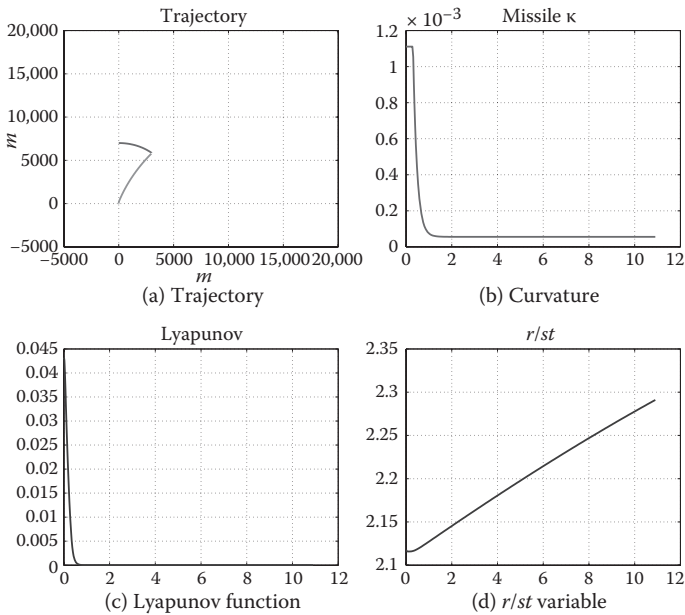 Trajectory
20,000
15,000
10,000
m
5000
0
−5000
−5000 0 5000 10,000 15,000 20,000
m
(a) Trajectory
Missile κ
1.2 × 10−3
1
0.8
0.6
0.4
0.2
0
0 2 4 6 8 10 12
(b) Curvature
Lyapunov
0.045
0.04
0.035
0.03
0.025
0.02
0.015
0.01
0.005
0
0 2 4 6 8 10 12
(c) Lyapunov function
r/st
2.35
2.3
2.25
2.2
2.15
2.1
0 2 4 6 8 10 12
(d) r/st variable